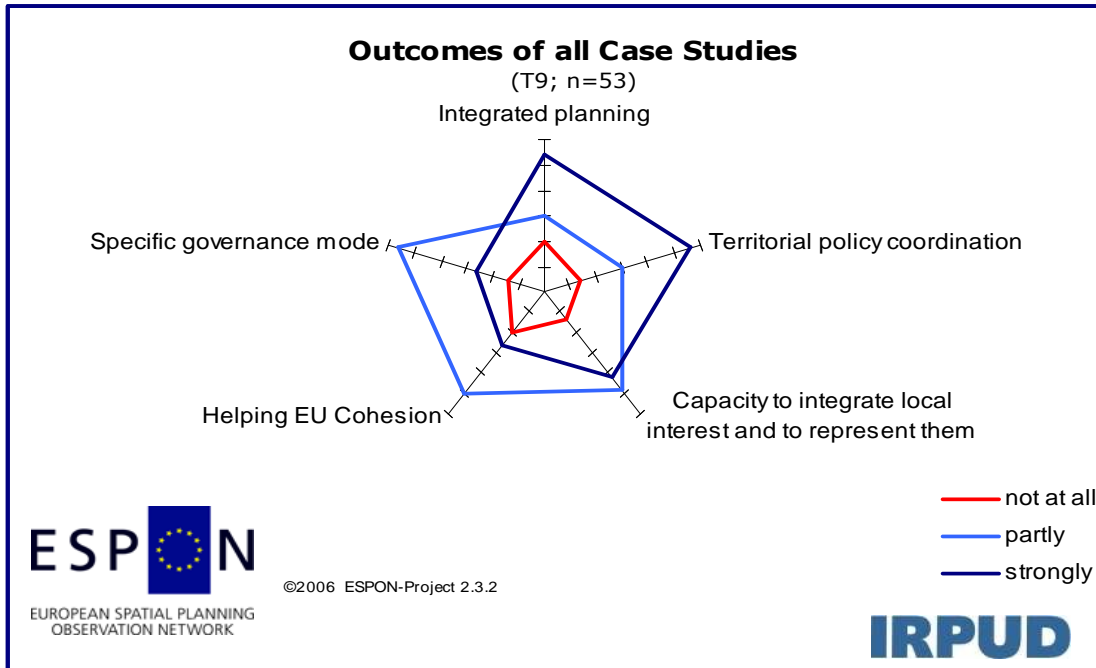 Outcomes of all Case Studies
(T9; n=53)
Integrated planning
Specific governance mode
Territorial policy coordination
Helping EU Cohesion
Capacity to integrate local
interest and to represent them
not at all
partly
strongly
ESPON
EUROPEAN SPATIAL PLANNING
OBSERVATION NETWORK
©2006 ESPON-Project 2.3.2
IRPUD